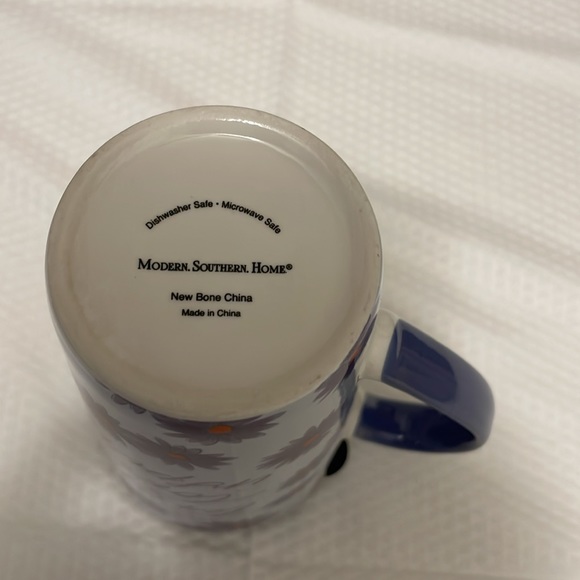 Dishwasher Safe • Microwave Safe
MODERN. SOUTHERN. HOME®
New Bone China
Made in China